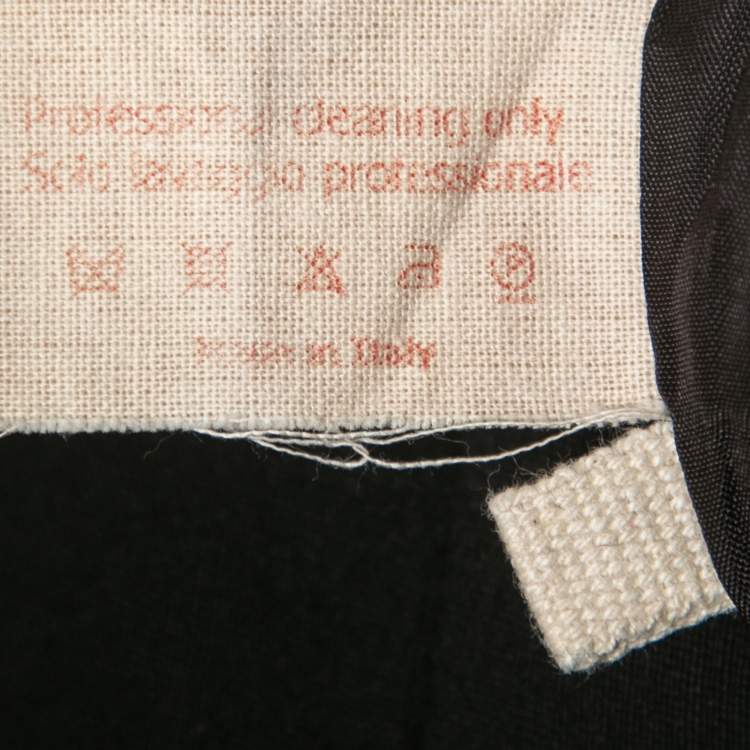 Professional cleaning only
Solo lavaggio professionale
Made in Italy